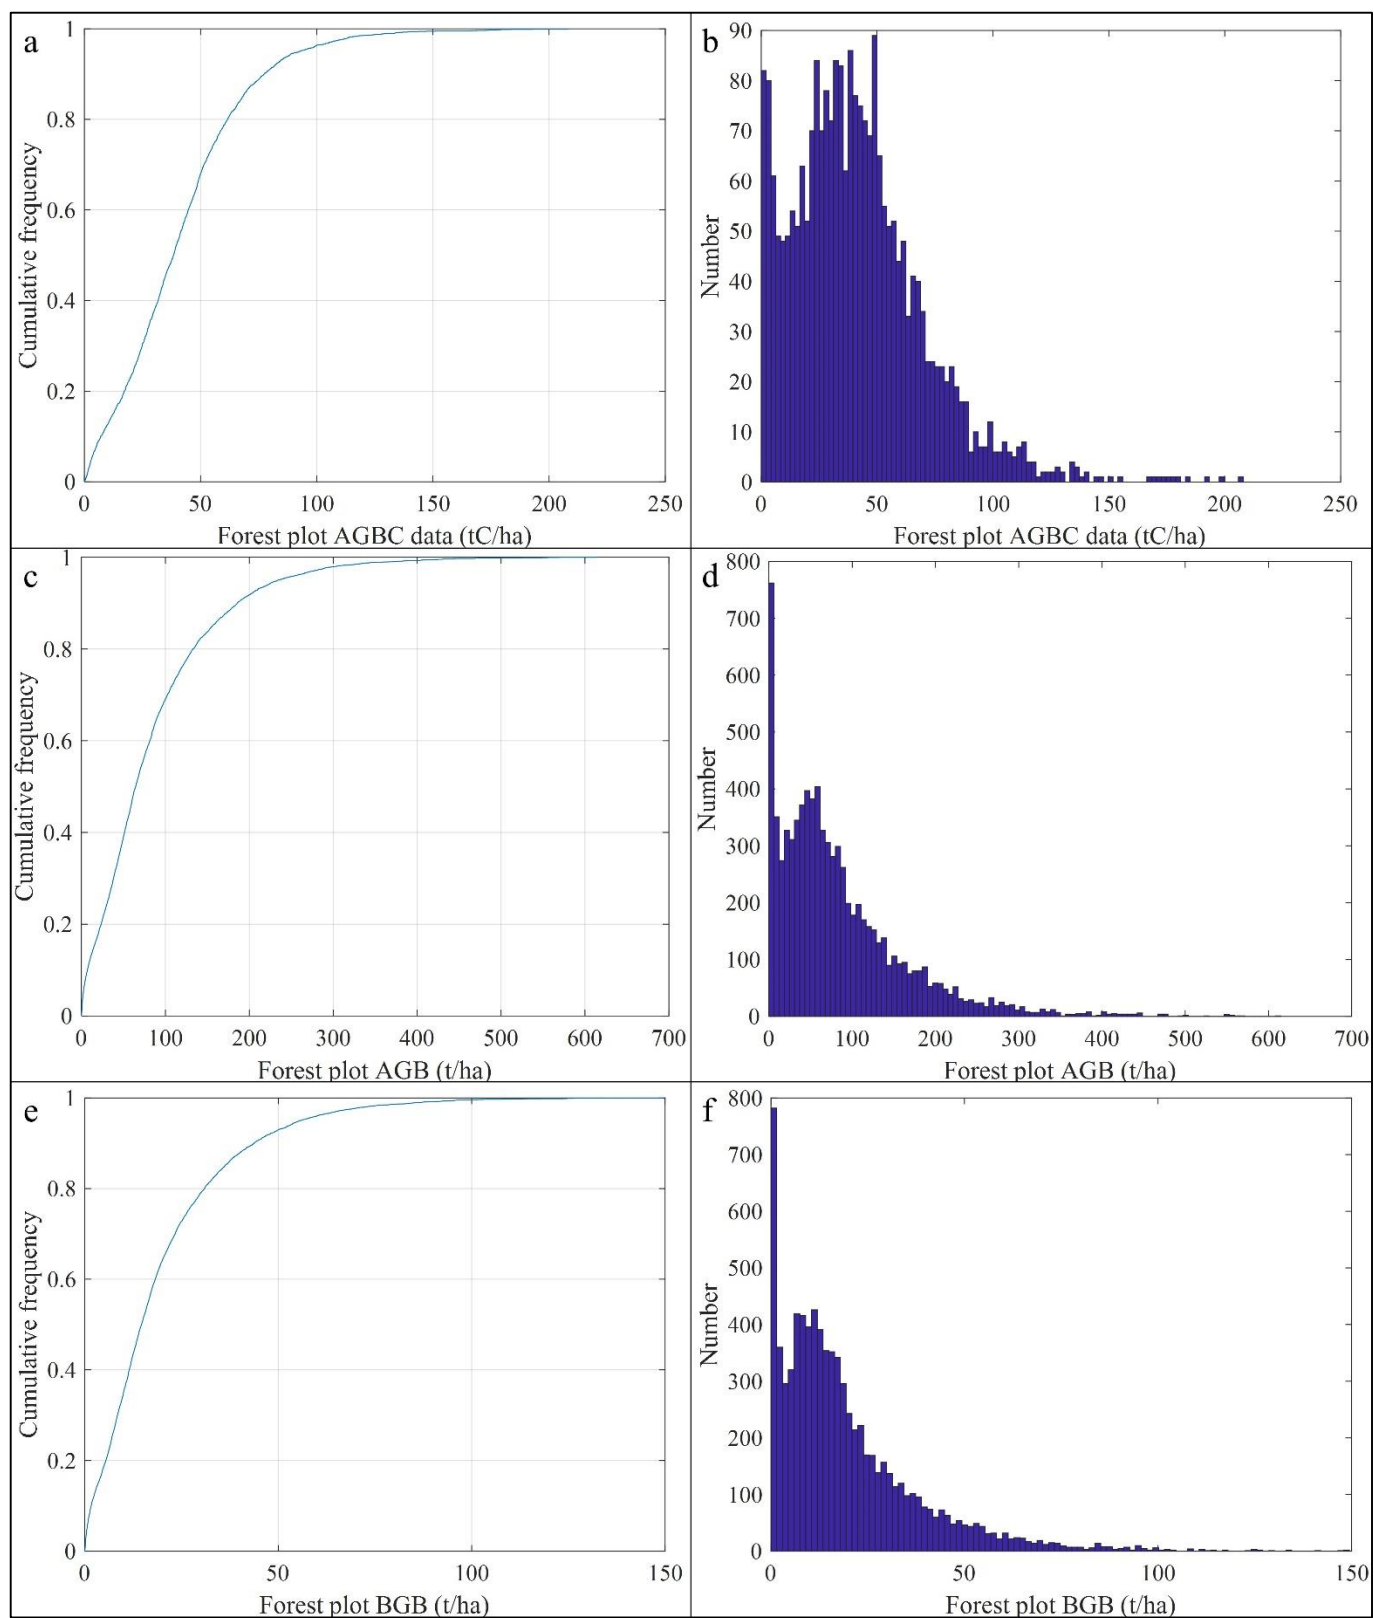 a
1
0.8
0.6
0.4
0.2
0
Cumulative frequency
0 50 100 150 200 250
Forest plot AGBC data (tC/ha)
b
90
80
70
60
50
40
30
20
10
0
Number
0 50 100 150 200 250
Forest plot AGBC data (tC/ha)
c
1
0.8
0.6
0.4
0.2
0
Cumulative frequency
0 100 200 300 400 500 600 700
Forest plot AGB (t/ha)
d
800
700
600
500
400
300
200
100
0
Number
0 100 200 300 400 500 600 700
Forest plot AGB (t/ha)
e
1
0.8
0.6
0.4
0.2
0
Cumulative frequency
0 50 100 150
Forest plot BGB (t/ha)
f
800
700
600
500
400
300
200
100
0
Number
0 50 100 150
Forest plot BGB (t/ha)